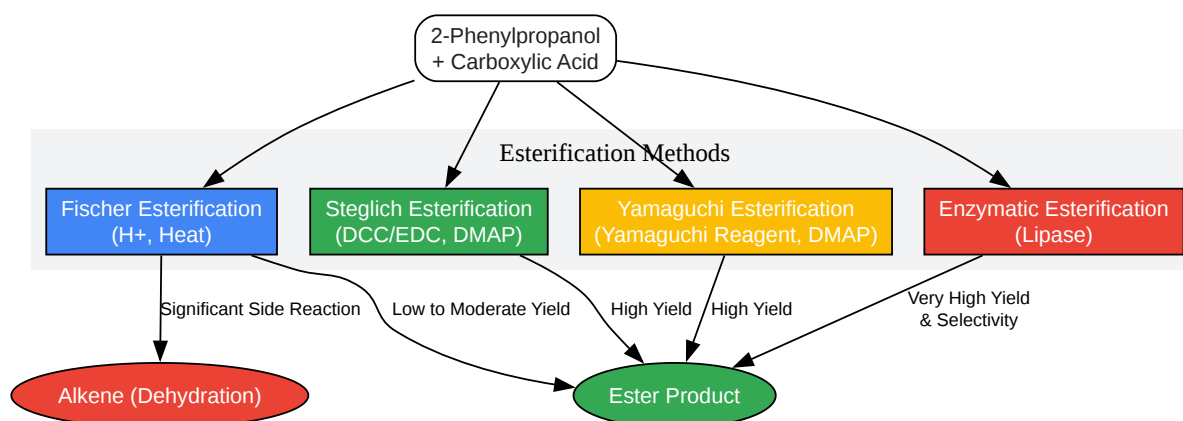 2-Phenylpropanol
+ Carboxylic Acid
Esterification Methods
Fischer Esterification
(H+, Heat)
Steglich Esterification
(DCC/EDC, DMAP)
Yamaguchi Esterification
(Yamaguchi Reagent, DMAP)
Enzymatic Esterification
(Lipase)
Significant Side Reaction
Low to Moderate Yield
High Yield
High Yield
Very High Yield
& Selectivity
Alkene (Dehydration)
Ester Product